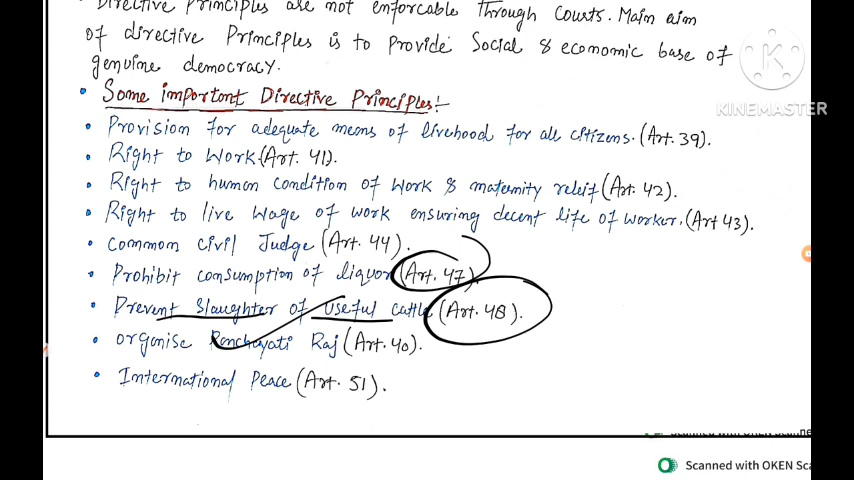 Directive Principles are not enforcable through Courts. Main aim
of directive Principles is to provide Social & economic base of
genuine democracy.
• Some important Directive Principles:-
• Provision for adequate means of livehood for all citizens. (Art. 39).
• Right to Work (Art. 41).
• Right to human condition of work & maternity releif (Art. 42).
• Right to live wage of work ensuring decent life of worker. (Art 43).
• Common civil Judge (Art. 44).
• Prohibit consumption of liquor (Art. 47).
• Prevent Slaughter of useful cattle (Art. 48).
• Organise Panchayati Raj (Art. 40).
• International Peace (Art. 51).
KINEMASTER
Scanned with OKEN Sca